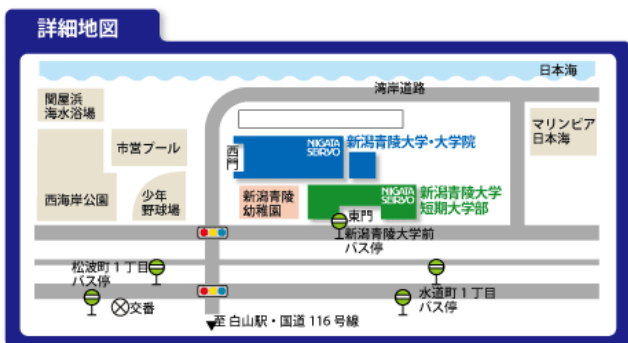 詳細地図
日本海
湾岸道路
関屋浜
海水浴場
マリンピア
日本海
市営プール
西門
NIIGATA
SEIRYO
新潟青陵大学・大学院
西海岸公園
少年
野球場
新潟青陵
幼稚園
NIIGATA
SEIRYO
新潟青陵大学
短期大学部
東門
新潟青陵大学前
バス停
松波町1丁目
バス停
水道町1丁目
バス停
交番
至 白山駅・国道 116 号線